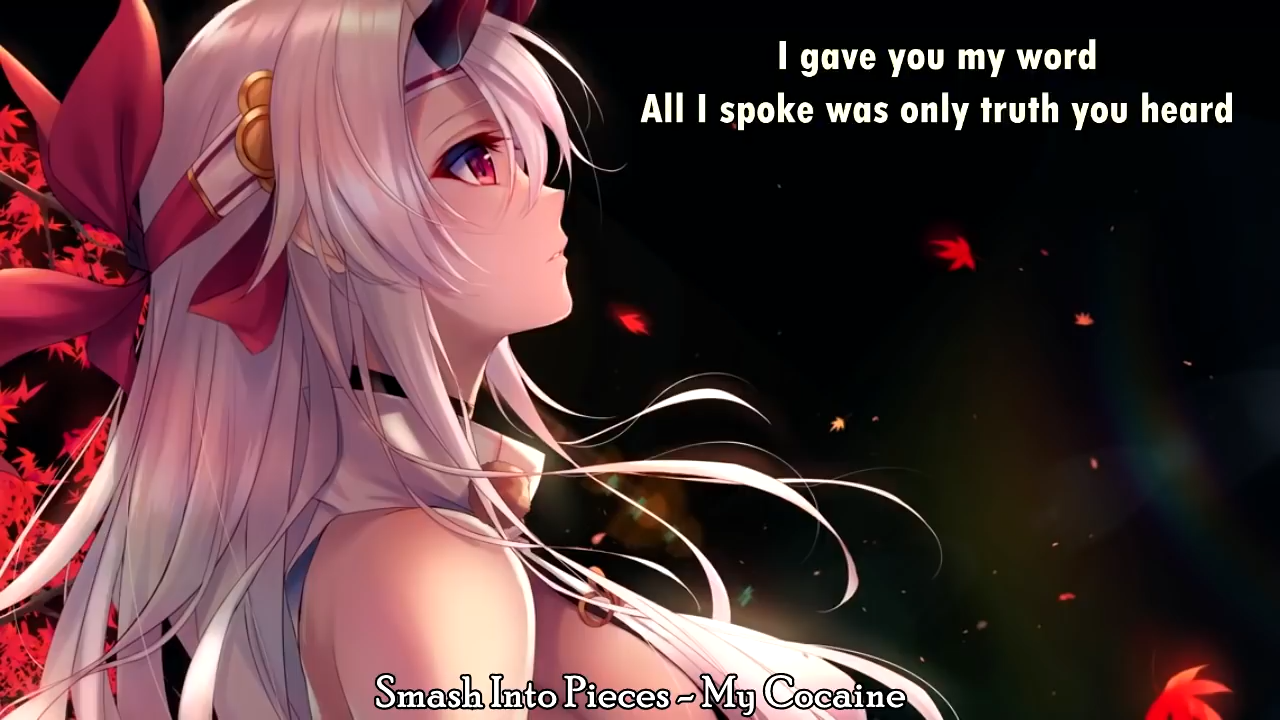 I gave you my word
All I spoke was only truth you heard
Smash Into Pieces - My Cocaine